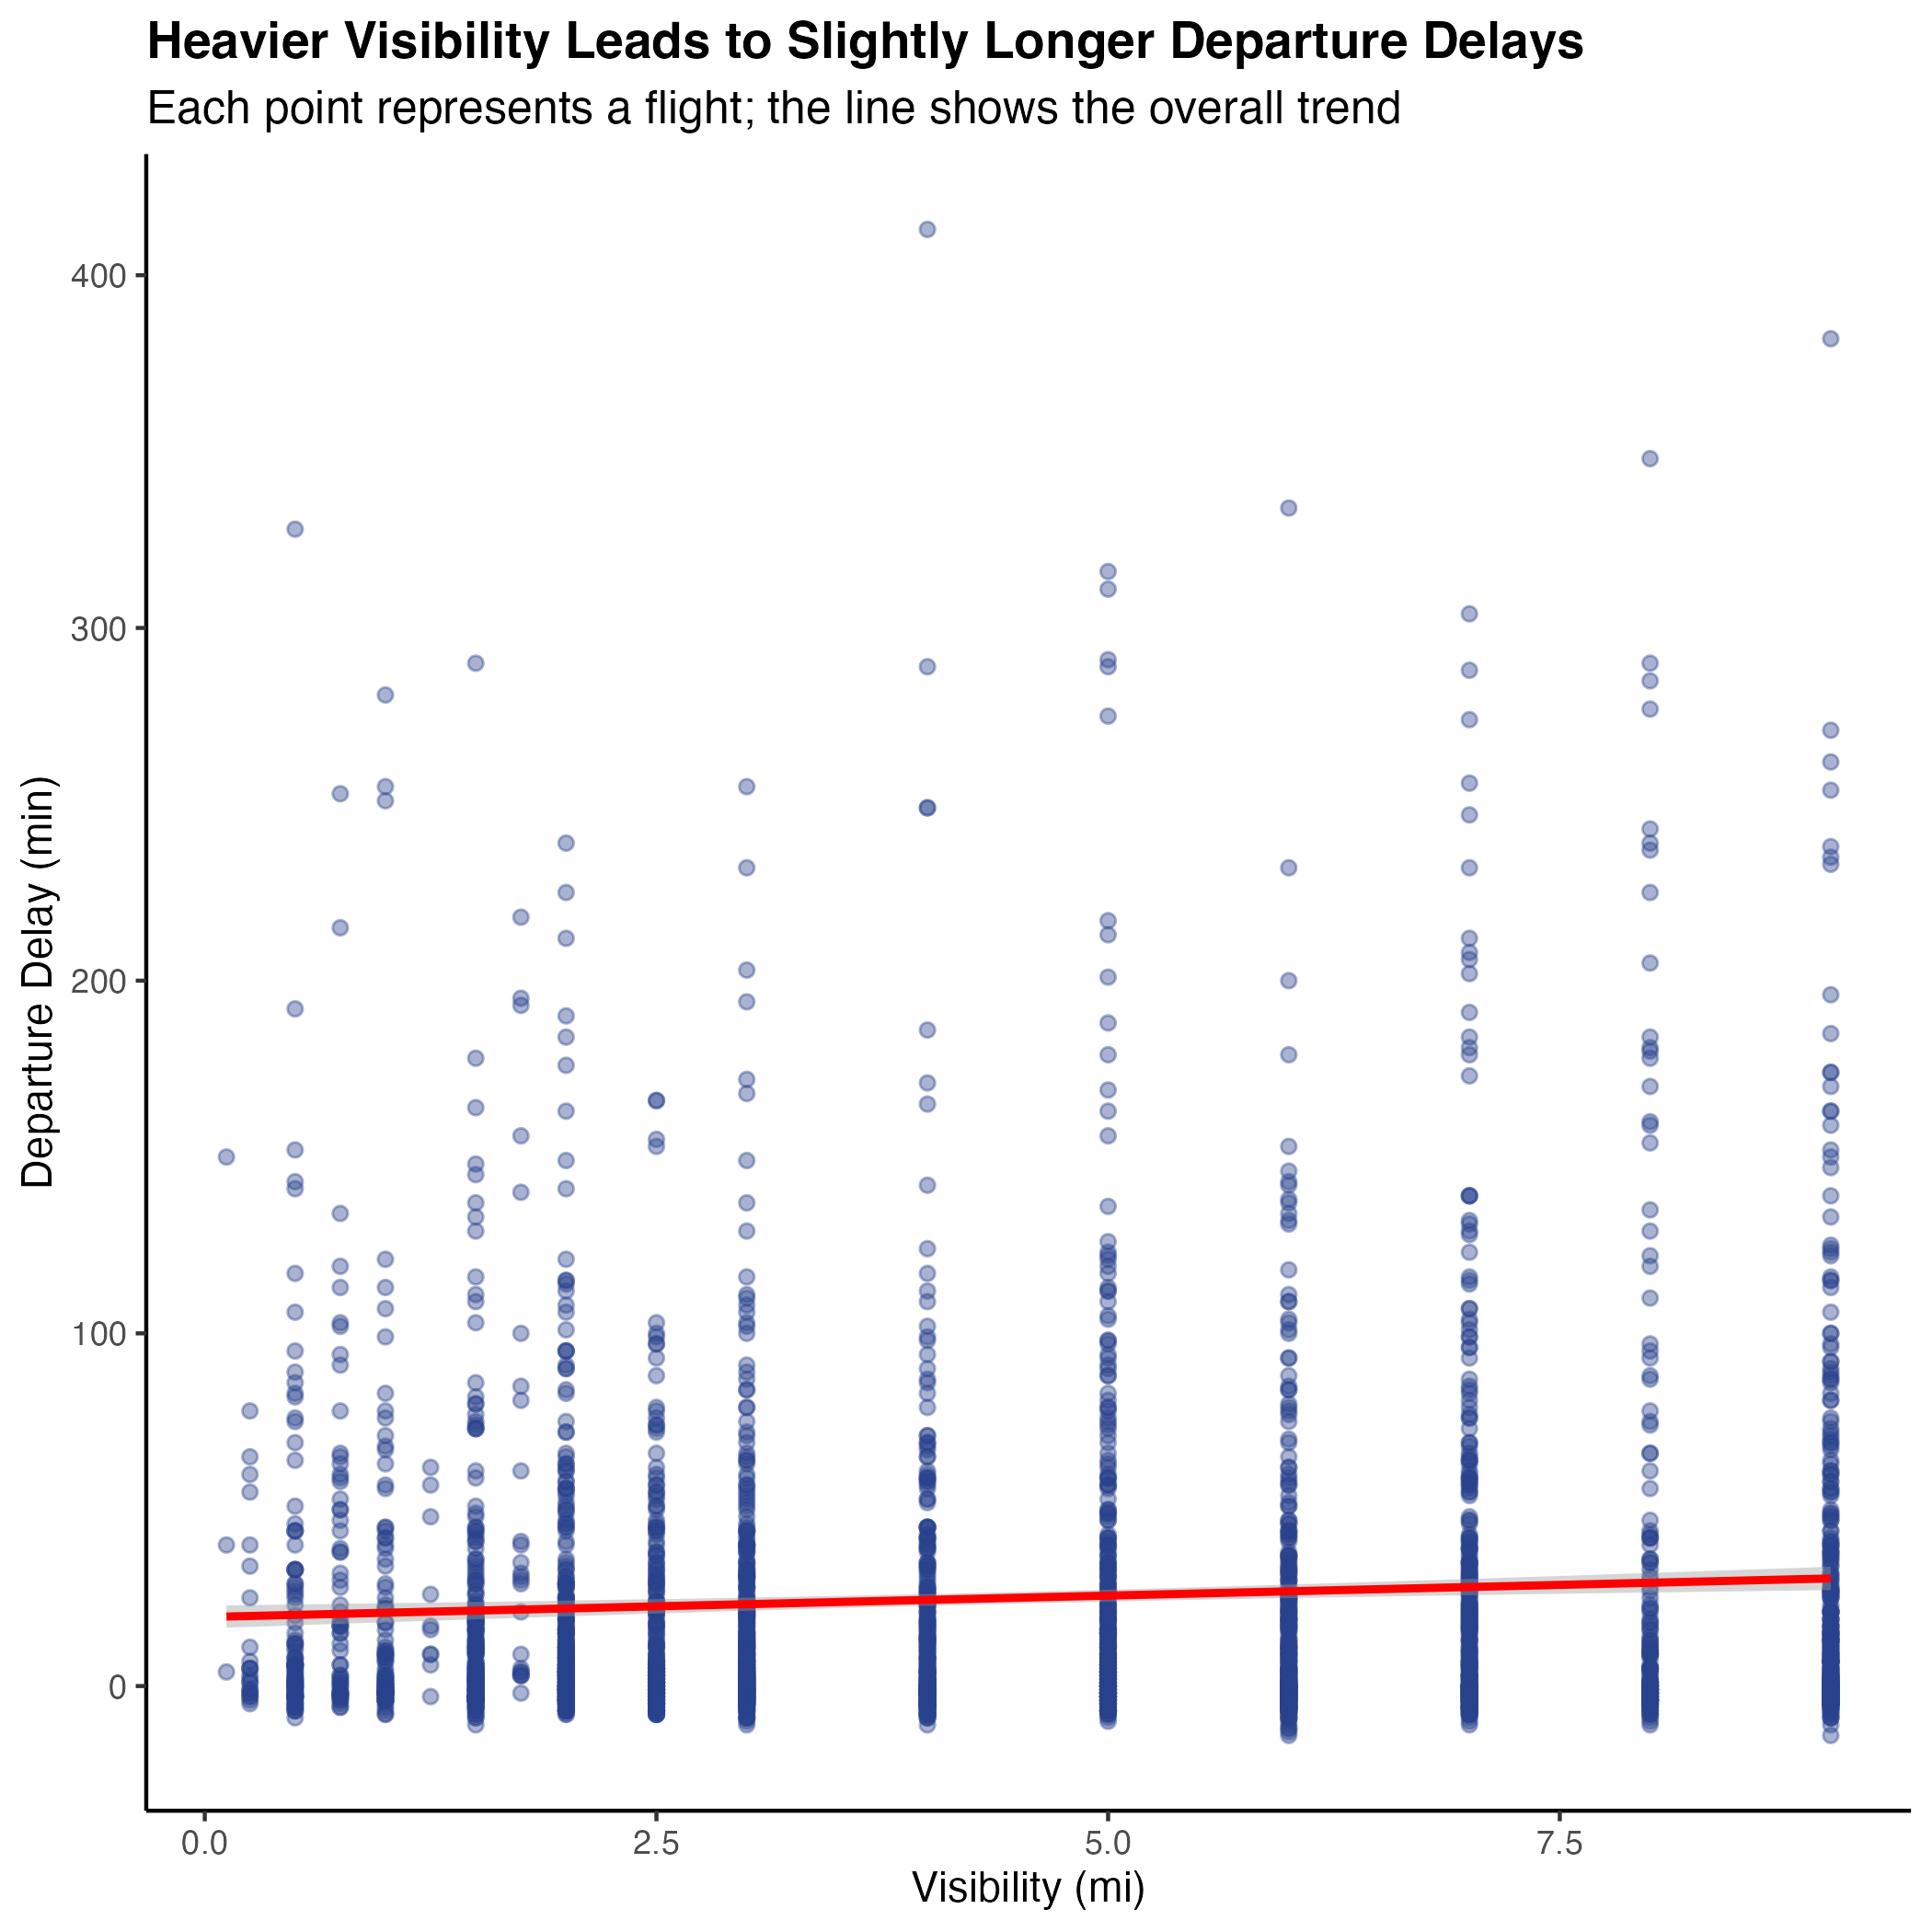 Heavier Visibility Leads to Slightly Longer Departure Delays
Each point represents a flight; the line shows the overall trend
Departure Delay (min)
400
300
200
100
0
0.0
2.5
5.0
7.5
Visibility (mi)